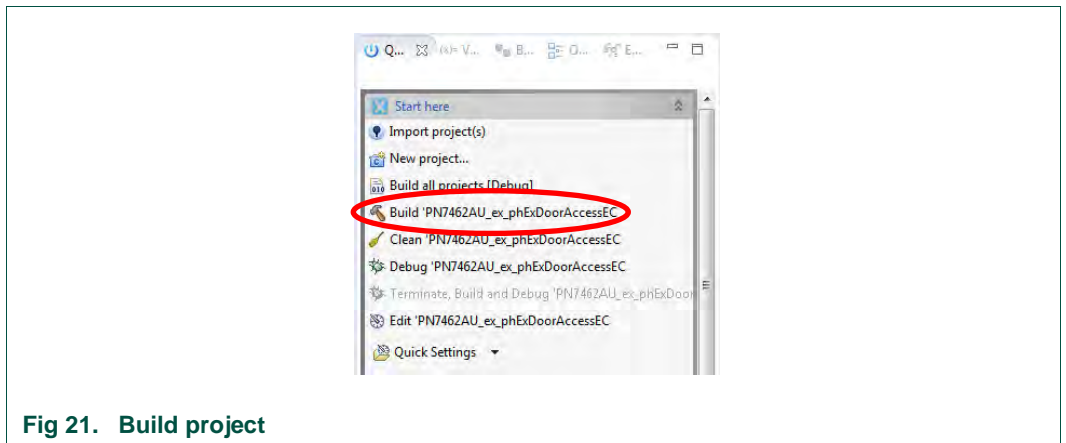 Q... (x)= V... B... O... E...
Start here
Import project(s)
New project...
Build all projects [Debug]
Build 'PN7462AU_ex_phExDoorAccessEC
Clean 'PN7462AU_ex_phExDoorAccessEC
Debug 'PN7462AU_ex_phExDoorAccessEC
Terminate, Build and Debug 'PN7462AU_ex_phExDoor
Edit 'PN7462AU_ex_phExDoorAccessEC
Quick Settings
Fig 21. Build project